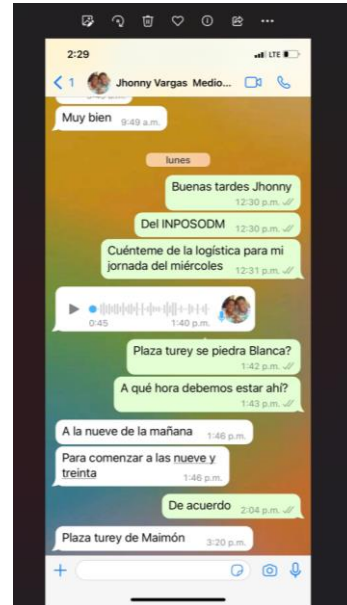 2:29
LTE
1
Jhonny Vargas Medio...
Muy bien
9:49 a.m.
lunes
Buenas tardes Jhonny
12:30 p.m.
Del INPOSODM
12:30 p.m.
Cuénteme de la logística para mi
jornada del miércoles
12:31 p.m.
0:45
1:40 p.m.
Plaza turey se piedra Blanca?
1:42 p.m.
A qué hora debemos estar ahí?
1:43 p.m.
A la nueve de la mañana
1:46 p.m.
Para comenzar a las nueve y
treinta
1:46 p.m.
De acuerdo
2:04 p.m.
Plaza turey de Maimón
3:20 p.m.